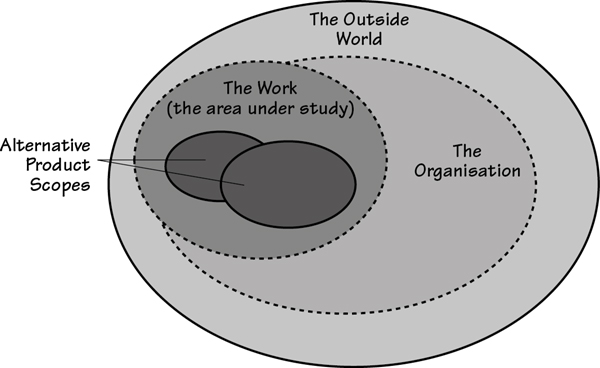 The Outside
World
The Work
(the area under study)
Alternative
Product
Scopes
The
Organisation